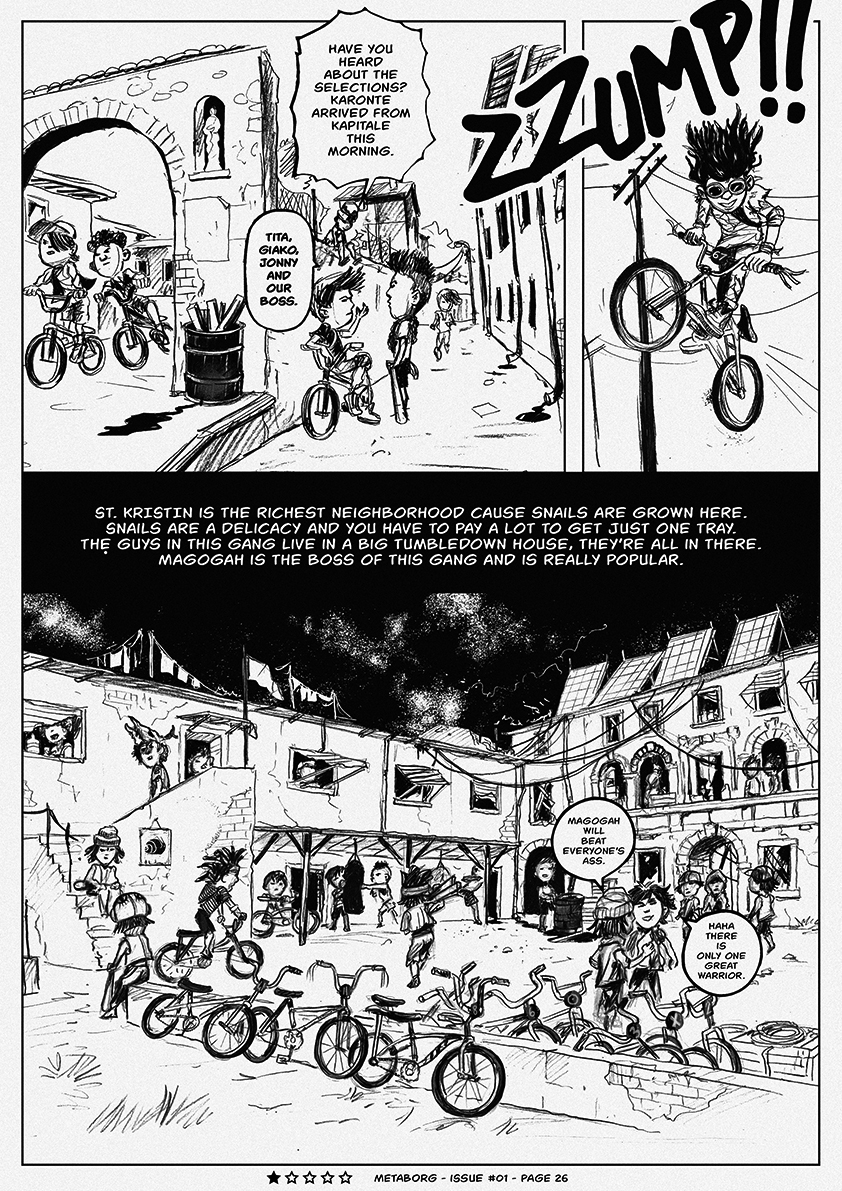 HAVE YOU
HEARD
ABOUT THE
SELECTIONS?
KARONTE
ARRIVED FROM
KAPITALE
THIS
MORNING.
TITA,
GIAKO,
JONNY
AND
OUR
BOSS.
ZZUMP!!
ST. KRISTIN IS THE RICHEST NEIGHBORHOOD CAUSE SNAILS ARE GROWN HERE.
SNAILS ARE A DELICACY AND YOU HAVE TO PAY A LOT TO GET JUST ONE TRAY.
THE GUYS IN THIS GANG LIVE IN A BIG TUMBLEDOWN HOUSE, THEY'RE ALL IN THERE.
MAGOGAH IS THE BOSS OF THIS GANG AND IS REALLY POPULAR.
MAGOGAH
WILL
BEAT
EVERYONE'S
ASS.
HAHA
THERE
IS
ONLY ONE
GREAT
WARRIOR.
METABORG - ISSUE #01 - PAGE 26